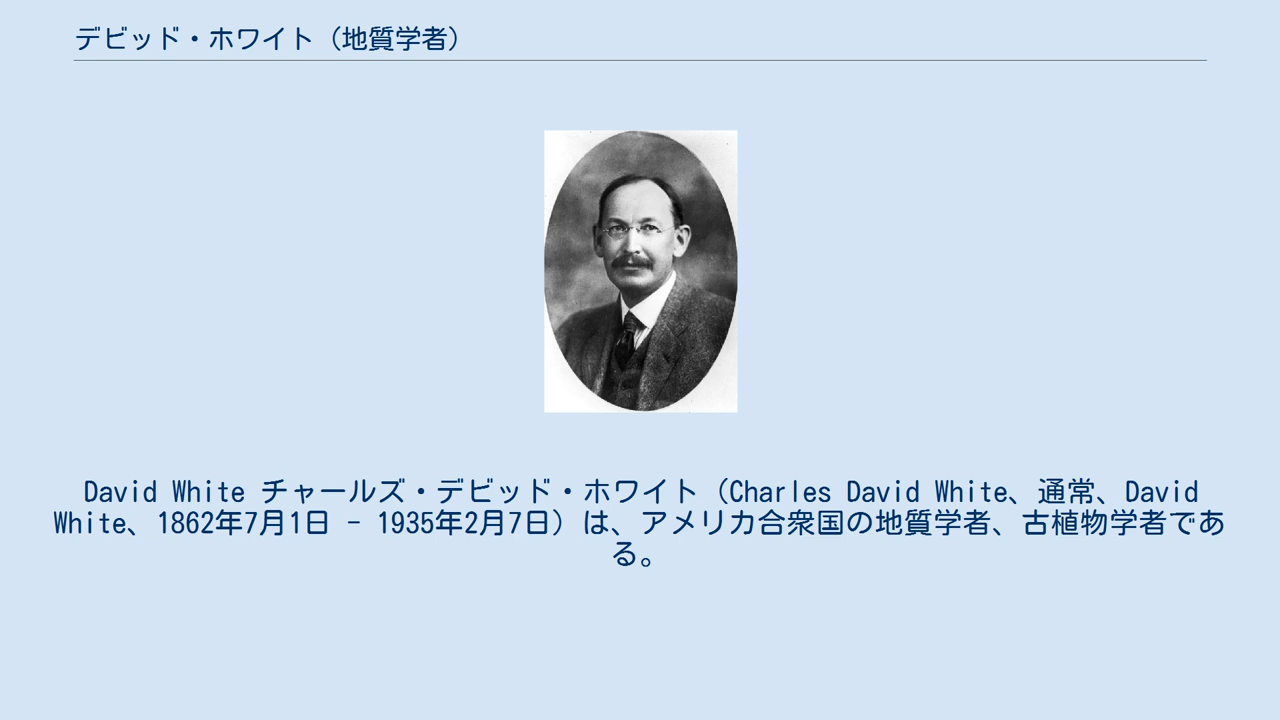 デビッド・ホワイト（地質学者）
David White チャールズ・デビッド・ホワイト（Charles David White、通常、David
White、1862年7月1日 - 1935年2月7日）は、アメリカ合衆国の地質学者、古植物学者であ
る。